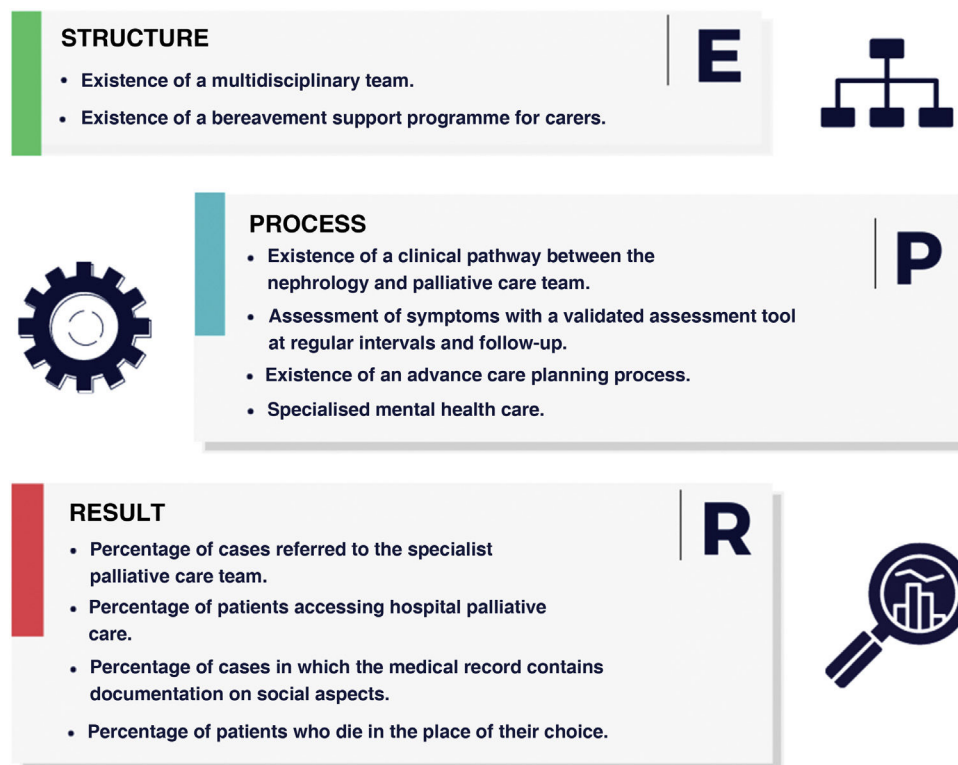 STRUCTURE
E
• Existence of a multidisciplinary team.
• Existence of a bereavement support programme for carers.
PROCESS
P
• Existence of a clinical pathway between the
nephrology and palliative care team.
• Assessment of symptoms with a validated assessment tool
at regular intervals and follow-up.
• Existence of an advance care planning process.
• Specialised mental health care.
RESULT
R
• Percentage of cases referred to the specialist
palliative care team.
• Percentage of patients accessing hospital palliative
care.
• Percentage of cases in which the medical record contains
documentation on social aspects.
• Percentage of patients who die in the place of their choice.